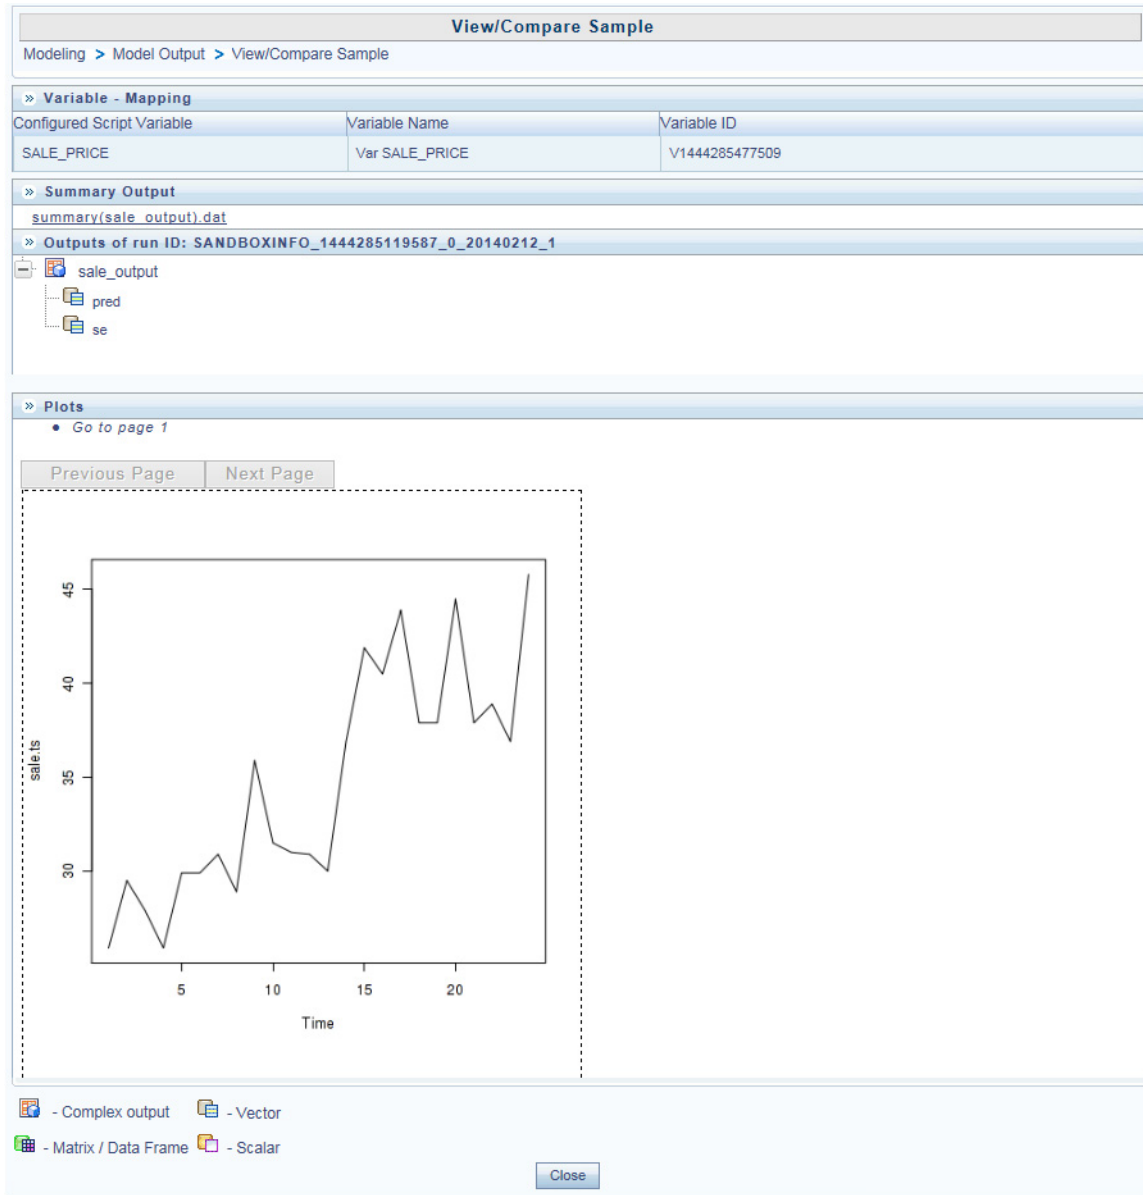 View/Compare Sample
Modeling > Model Output > View/Compare Sample
» Variable - Mapping
Configured Script Variable Variable Name Variable ID
SALE_PRICE Var SALE_PRICE V1444285477509
» Summary Output
summary(sale_output).dat
» Outputs of run ID: SANDBOXINFO_1444285119587_0_20140212_1
sale_output
pred
se
» Plots
• Go to page 1
Previous Page Next Page
45
40
35
30
sale.ts
5 10 15 20
Time
- Complex output - Vector
- Matrix / Data Frame - Scalar
Close